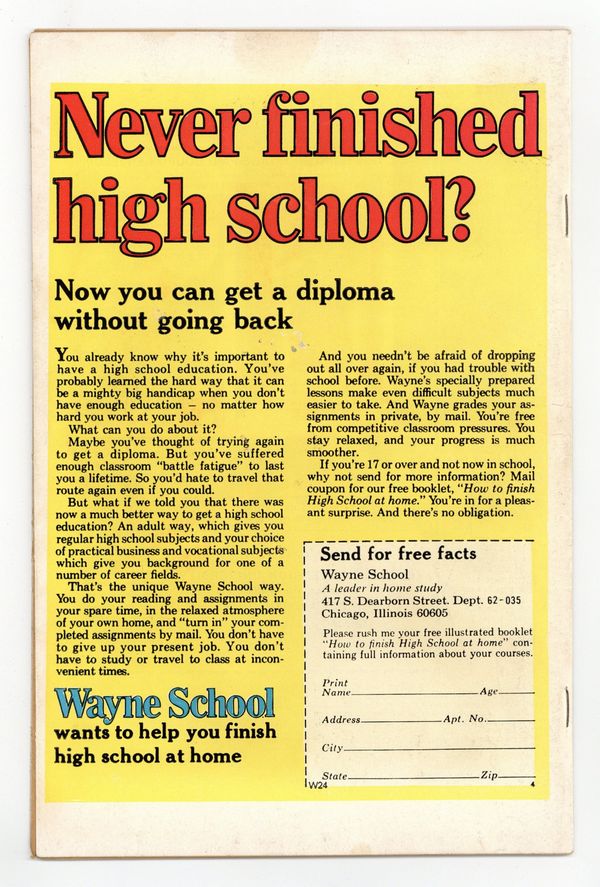 Never finished
high school?
Now you can get a diploma
without going back
You already know why it's important to
have a high school education. You've
probably learned the hard way that it can
be a mighty big handicap when you don't
have enough education – no matter how
hard you work at your job.
What can you do about it?
Maybe you've thought of trying again
to get a diploma. But you've suffered
enough classroom "battle fatigue" to last
you a lifetime. So you'd hate to travel that
route again even if you could.
But what if we told you that there was
now a much better way to get a high school
education? An adult way, which gives you
regular high school subjects and your choice
of practical business and vocational subjects
which give you background for one of a
number of career fields.
That's the unique Wayne School way.
You do your reading and assignments in
your spare time, in the relaxed atmosphere
of your own home, and "turn in" your com-
pleted assignments by mail. You don't have
to give up your present job. You don't
have to study or travel to class at incon-
venient times.
Wayne School
wants to help you finish
high school at home
And you needn't be afraid of dropping
out all over again, if you had trouble with
school before. Wayne's specially prepared
lessons make even difficult subjects much
easier to take. And Wayne grades your as-
signments in private, by mail. You're free
from competitive classroom pressures. You
stay relaxed, and your progress is much
smoother.
If you're 17 or over and not now in school,
why not send for more information? Mail
coupon for our free booklet, "How to finish
High School at home." You're in for a pleas-
ant surprise. And there's no obligation.
Send for free facts
Wayne School
A leader in home study
417 S. Dearborn Street. Dept. 62-035
Chicago, Illinois 60605
Please rush me your free illustrated booklet
"How to finish High School at home" con-
taining full information about your courses.
Print
Name Age
Address Apt. No.
City
State Zip
W24 4